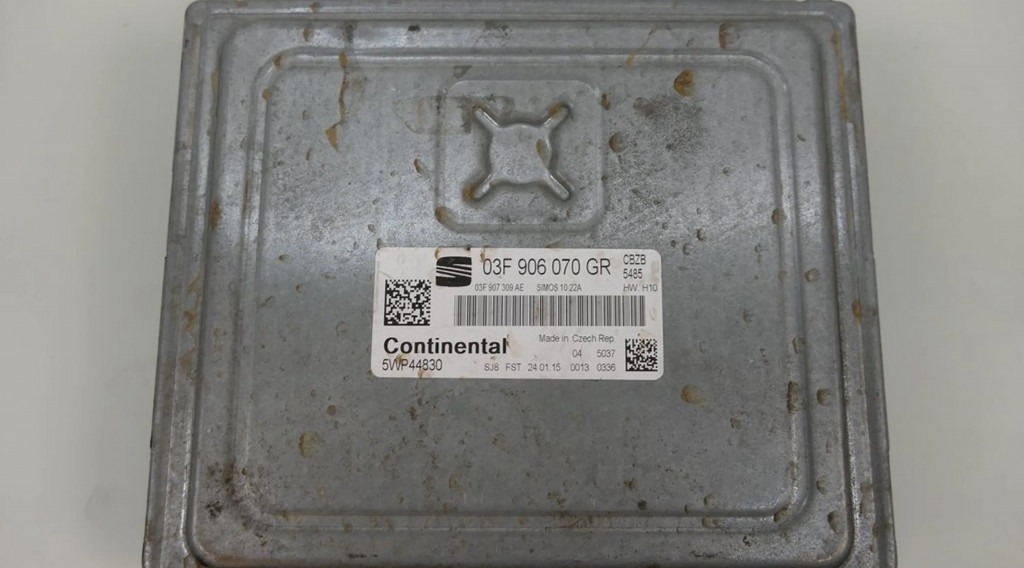 03F 906 070 GR CBZB
5485
03F 907 309 AE SIMOS 10.22A HW H10
Continental Made in Czech Rep.
04 5037
5WP44830 SJ8 FST 24.01.15 0013 0336